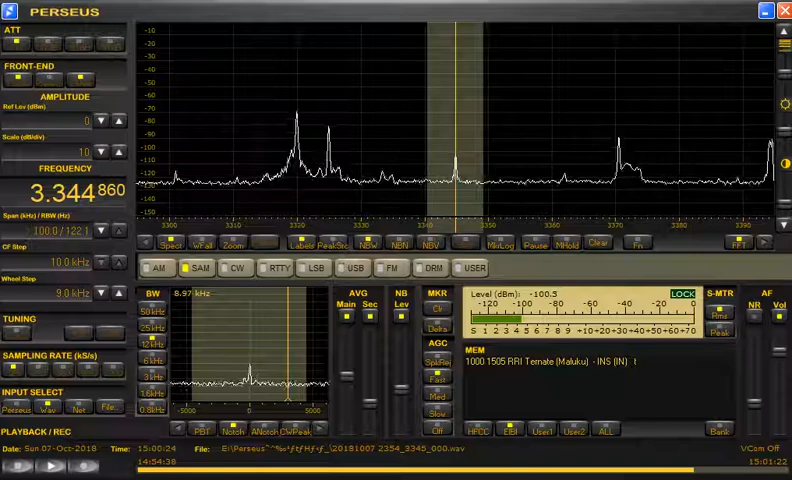 PERSEUS
ATT
FRONT-END
AMPLITUDE
Ref Lev (dBm)
0
Scale (dB/div)
10
FREQUENCY
3.344860
Span (kHz) / RBW (Hz)
100.0 / 122.1
CF Step
10.0 kHz
Wheel Step
9.0 kHz
TUNING
SAMPLING RATE (kS/s)
INPUT SELECT
Perseus Wav Net File...
PLAYBACK / REC
-10
-20
-30
-40
-50
-60
-70
-80
-90
-100
-110
-120
-130
-140
-150
3300 3310 3320 3330 3340 3350 3360 3370 3380 3390
Spect WFall Zoom Labels PeakSrc NBW NBN NBV MkrLog Pause MHold Clear Fin FFT
AM SAM CW RTTY LSB USB FM DRM USER
BW
50kHz
25kHz
12kHz
6kHz
3kHz
1.6kHz
0.8kHz
8.97 kHz
-5000 0 5000
PBT Notch ANotch CWPeak
AVG
Main Sec
NB
Lev
MKR
Clr
Delta
AGC
SpkRej
Fast
Med
Slow
Off
Level (dBm): -100.5 LOCK
-120 -100 -80 -60 -40 -20 0
S 1 2 3 4 5 6 7 8 9 +10 +20 +30 +40 +50 +60 +70
S-MTR
Rms
Peak
AF
NR Vol
MEM
1000 1505 RRI Ternate (Maluku) - INS (IN) t
HFCC EIBI User1 User2 ALL Bank
Date: Sun 07-Oct-2018 Time: 15:00:24 File:
VCom Off
14:54:38 15:01:22